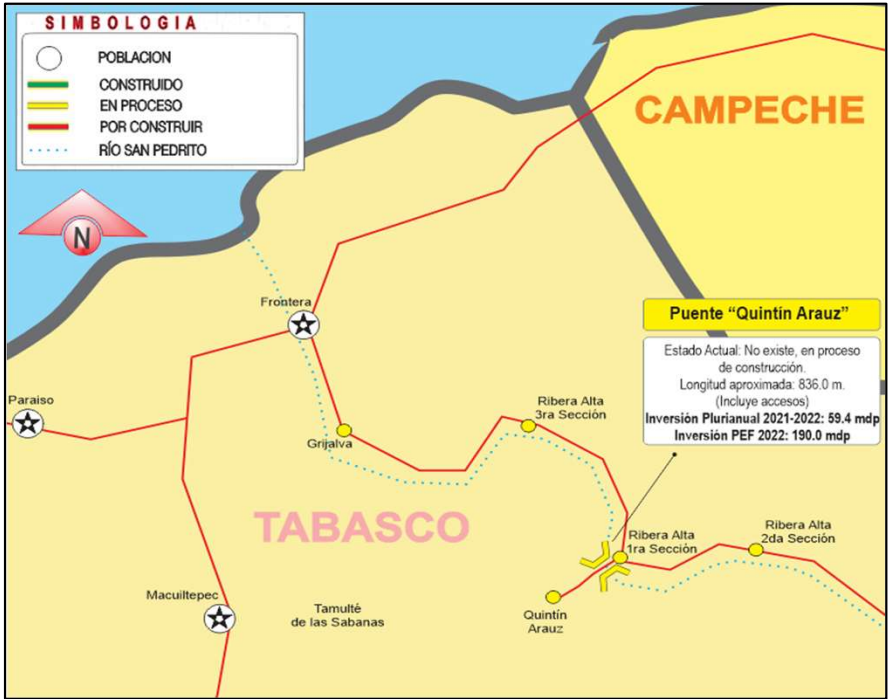 SIMBOLOGIA
POBLACION
CONSTRUIDO
EN PROCESO
POR CONSTRUIR
RÍO SAN PEDRITO
N
CAMPECHE
Frontera
Puente “Quintín Arauz”
Estado Actual: No existe, en proceso
de construcción.
Longitud aproximada: 836.0 m.
(Incluye accesos)
Inversión Plurianual 2021-2022: 59.4 mdp
Inversión PEF 2022: 190.0 mdp
Paraiso
Ribera Alta
3ra Sección
Grijalva
TABASCO
Ribera Alta
1ra Sección
Ribera Alta
2da Sección
Macuiltepec
Tamulté
de las Sabanas
Quintín
Arauz